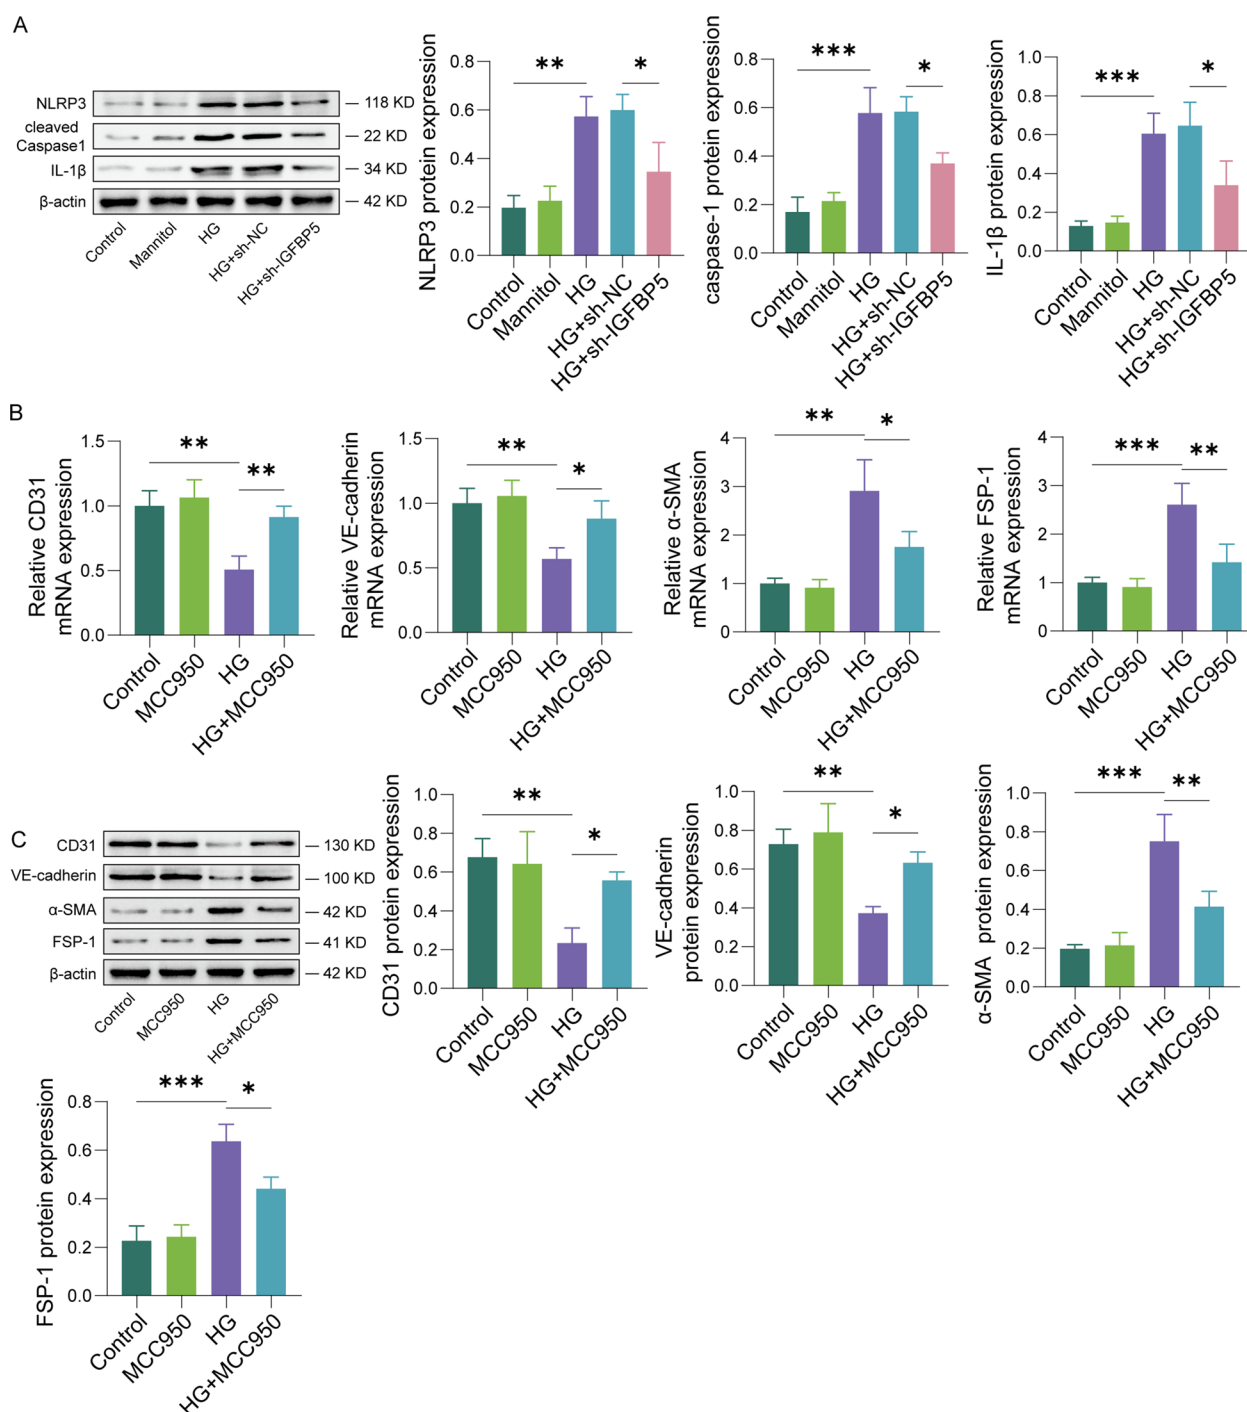 A
NLRP3
118 KD
cleaved
Caspase1
22 KD
IL-1β
34 KD
β-actin
42 KD
Control
Mannitol
HG
HG+sh-NC
HG+sh-IGFBP5
NLRP3 protein expression
0.8
0.6
0.4
0.2
0.0
**
*
Control
Mannitol
HG
HG+sh-NC
HG+sh-IGFBP5
caspase-1 protein expression
0.8
0.6
0.4
0.2
0.0
***
*
Control
Mannitol
HG
HG+sh-NC
HG+sh-IGFBP5
IL-1β protein expression
1.0
0.8
0.6
0.4
0.2
0.0
***
*
Control
Mannitol
HG
HG+sh-NC
HG+sh-IGFBP5
B
Relative CD31
mRNA expression
1.5
1.0
0.5
0.0
**
**
Control
MCC950
HG
HG+MCC950
Relative VE-cadherin
mRNA expression
1.5
1.0
0.5
0.0
**
*
Control
MCC950
HG
HG+MCC950
Relative α-SMA
mRNA expression
4
3
2
1
0
**
*
Control
MCC950
HG
HG+MCC950
Relative FSP-1
mRNA expression
4
3
2
1
0
***
**
Control
MCC950
HG
HG+MCC950
C
CD31
130 KD
VE-cadherin
100 KD
α-SMA
42 KD
FSP-1
41 KD
β-actin
42 KD
Control
MCC950
HG
HG+MCC950
CD31 protein expression
1.0
0.8
0.6
0.4
0.2
0.0
**
*
Control
MCC950
HG
HG+MCC950
VE-cadherin
protein expression
1.0
0.8
0.6
0.4
0.2
0.0
**
*
Control
MCC950
HG
HG+MCC950
α-SMA protein expression
1.0
0.8
0.6
0.4
0.2
0.0
***
**
Control
MCC950
HG
HG+MCC950
FSP-1 protein expression
0.8
0.6
0.4
0.2
0.0
***
*
Control
MCC950
HG
HG+MCC950